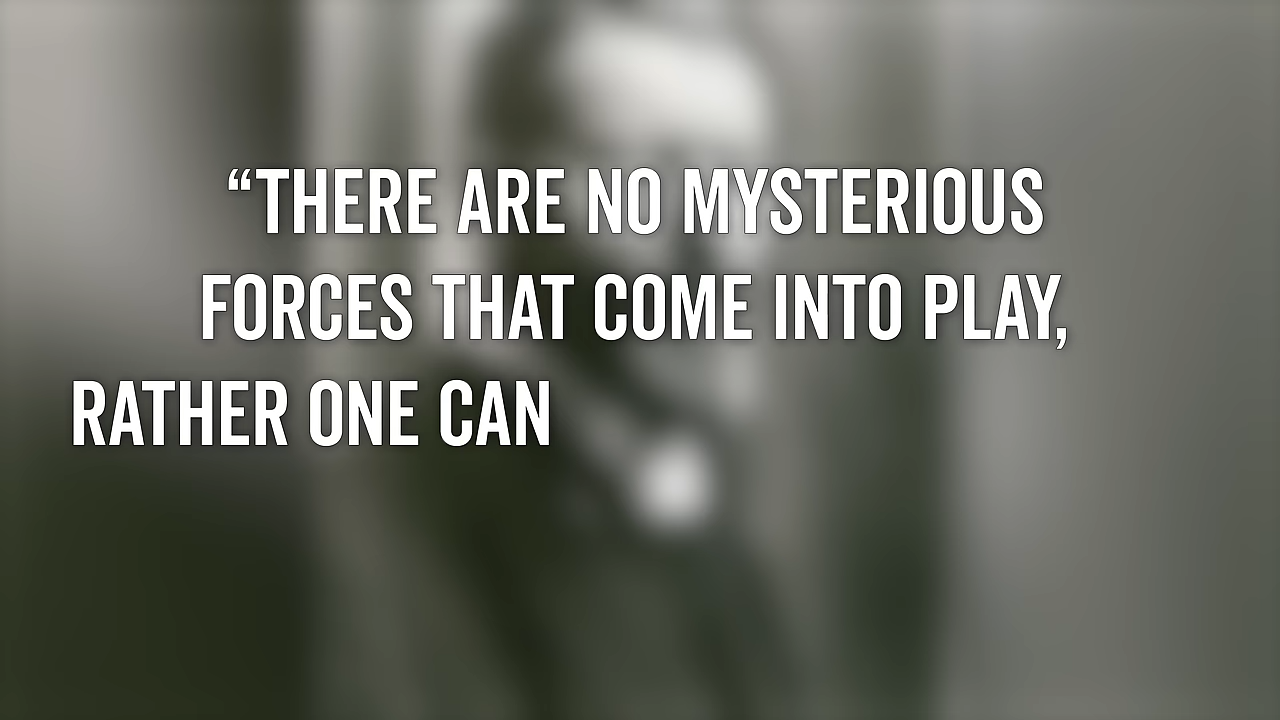 “THERE ARE NO MYSTERIOUS
FORCES THAT COME INTO PLAY,
RATHER ONE CAN